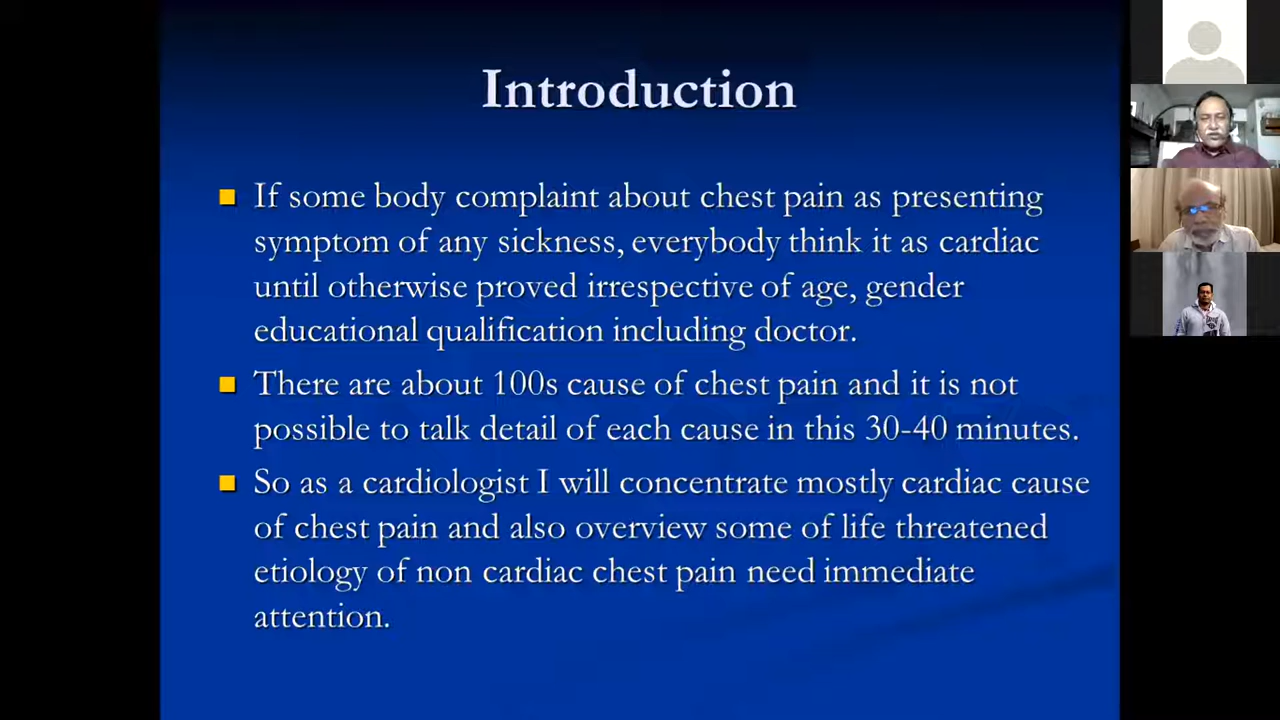 Introduction
If some body complaint about chest pain as presenting
symptom of any sickness, everybody think it as cardiac
until otherwise proved irrespective of age, gender
educational qualification including doctor.
There are about 100s cause of chest pain and it is not
possible to talk detail of each cause in this 30-40 minutes.
So as a cardiologist I will concentrate mostly cardiac cause
of chest pain and also overview some of life threatened
etiology of non cardiac chest pain need immediate
attention.